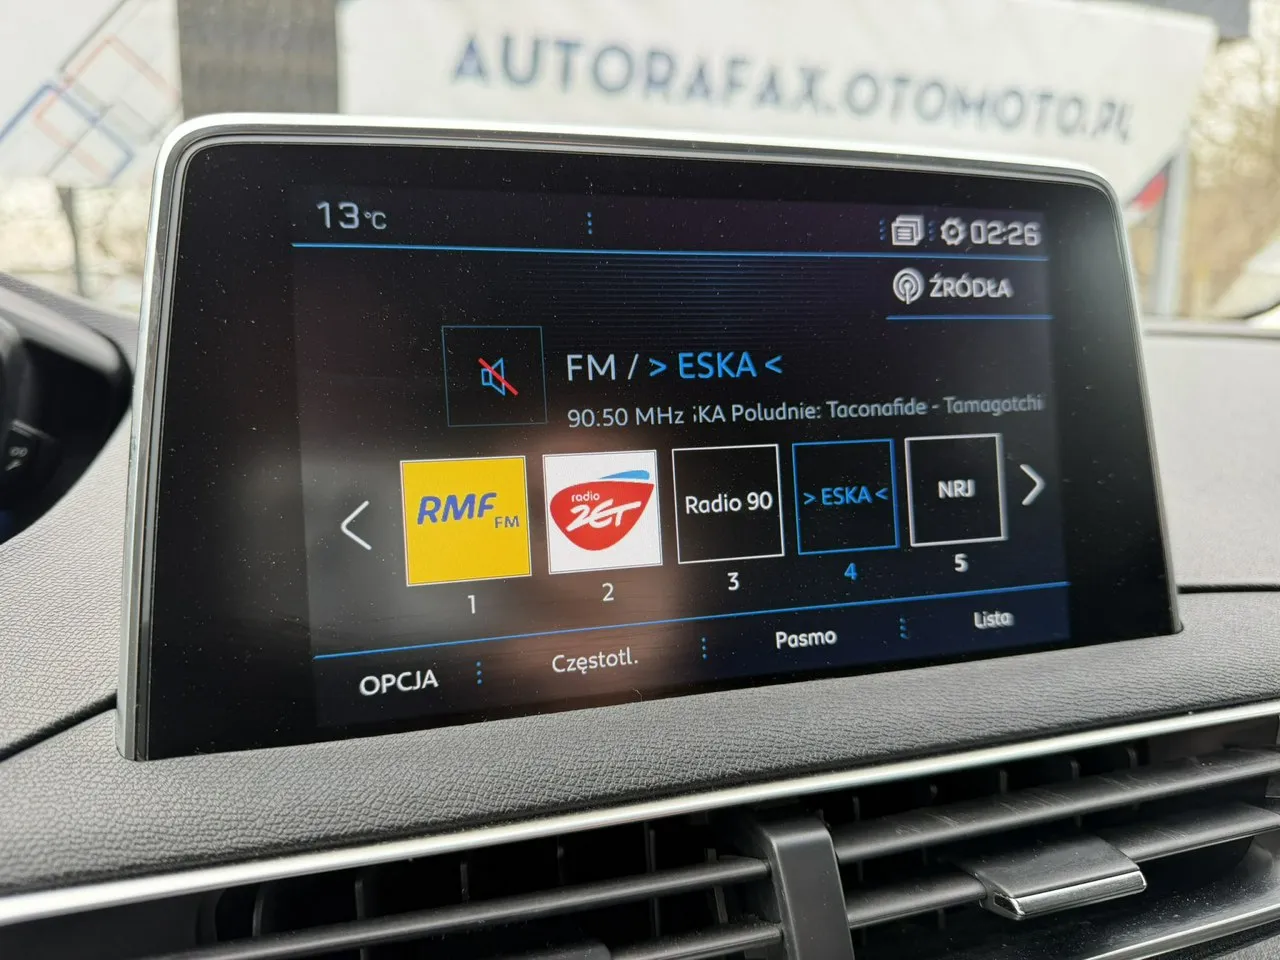 AUTORAFAX.OTOMOTO.PL
13°C
02:26
ŹRÓDŁA
FM / > ESKA <
90.50 MHz ¡KA Poludnie: Taconafide - Tamagotchi
RMF FM
radio ZET
Radio 90
> ESKA <
NRJ
1 2 3 4 5
OPCJA Częstotl. Pasmo Lista